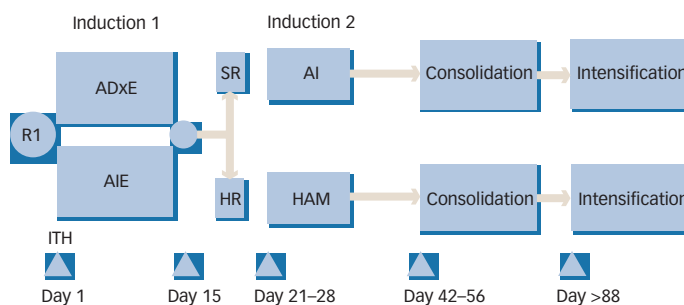 Induction 1
Induction 2
ADxE
SR
AI
Consolidation
Intensification
R1
AIE
HR
HAM
Consolidation
Intensification
ITH
Day 1
Day 15
Day 21–28
Day 42–56
Day >88